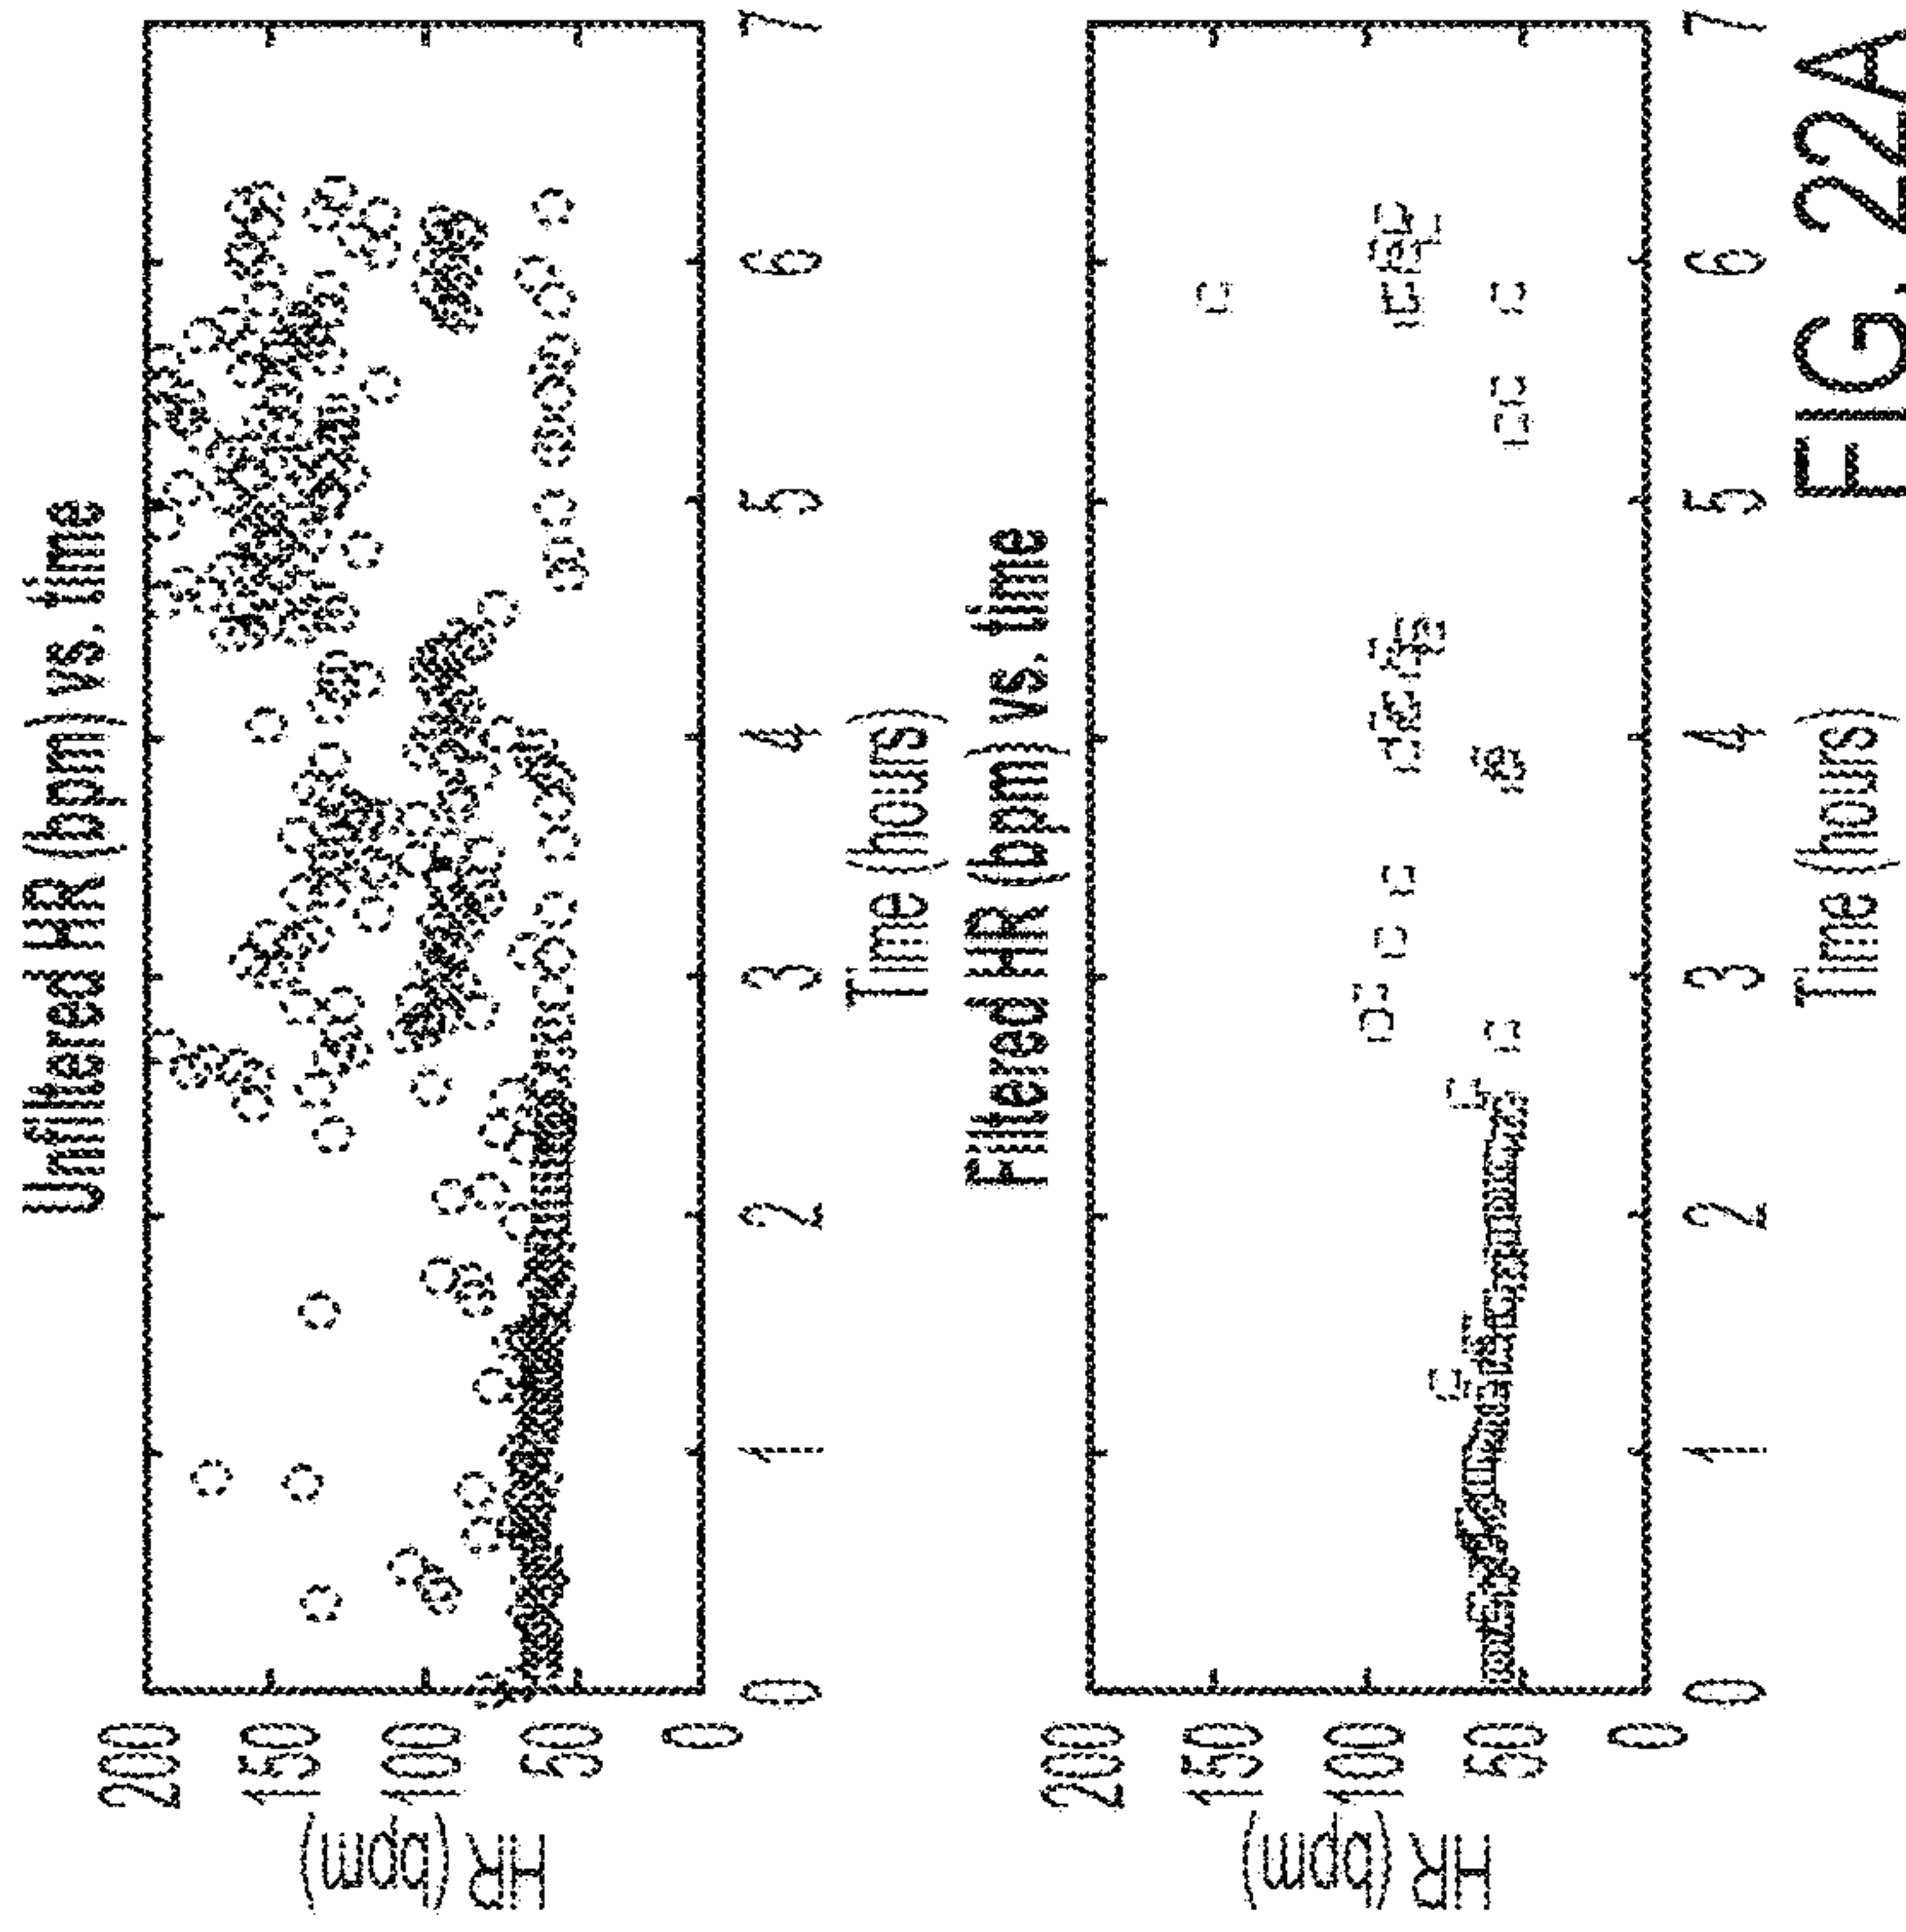 Unfiltered HR (bpm) vs. time
HR (bpm)
200
150
100
50
0
0 1 2 3 4 5 6 7
Time (hours)
Filtered HR (bpm) vs. time
HR (bpm)
200
150
100
50
0
0 1 2 3 4 5 6 7
Time (hours)
FIG. 22A